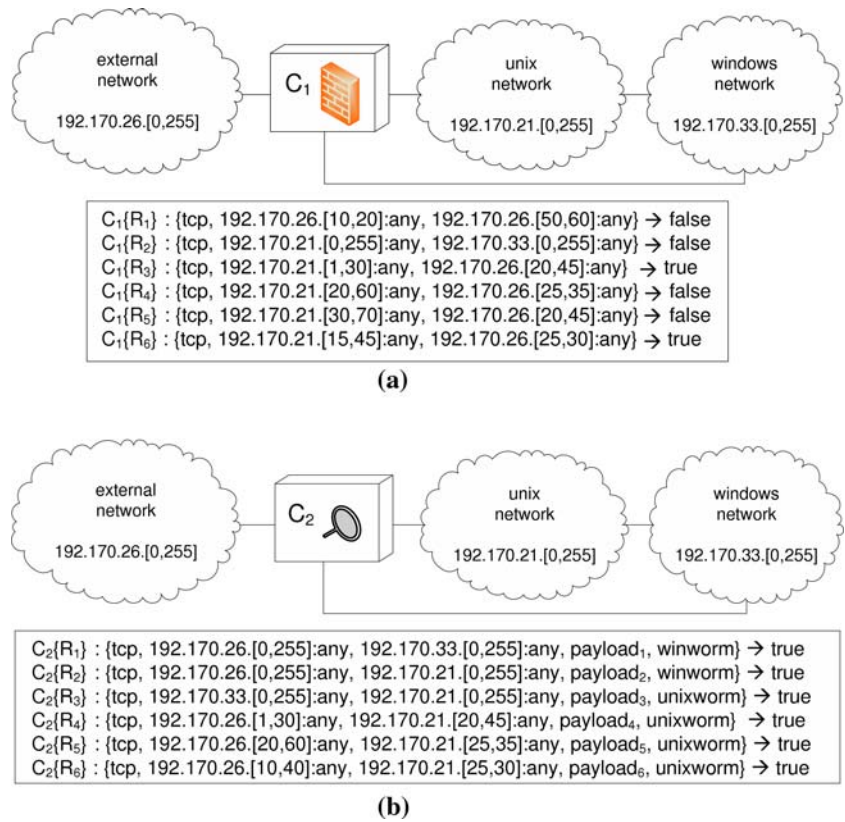 external
network
192.170.26.[0,255]
C₁
unix
network
192.170.21.[0,255]
windows
network
192.170.33.[0,255]
C₁{R₁} : {tcp, 192.170.26.[10,20]:any, 192.170.26.[50,60]:any} → false
C₁{R₂} : {tcp, 192.170.21.[0,255]:any, 192.170.33.[0,255]:any} → false
C₁{R₃} : {tcp, 192.170.21.[1,30]:any, 192.170.26.[20,45]:any} → true
C₁{R₄} : {tcp, 192.170.21.[20,60]:any, 192.170.26.[25,35]:any} → false
C₁{R₅} : {tcp, 192.170.21.[30,70]:any, 192.170.26.[20,45]:any} → false
C₁{R₆} : {tcp, 192.170.21.[15,45]:any, 192.170.26.[25,30]:any} → true
(a)
external
network
192.170.26.[0,255]
C₂
unix
network
192.170.21.[0,255]
windows
network
192.170.33.[0,255]
C₂{R₁} : {tcp, 192.170.26.[0,255]:any, 192.170.33.[0,255]:any, payload₁, winworm} → true
C₂{R₂} : {tcp, 192.170.26.[0,255]:any, 192.170.21.[0,255]:any, payload₂, winworm} → true
C₂{R₃} : {tcp, 192.170.33.[0,255]:any, 192.170.21.[0,255]:any, payload₃, unixworm} → true
C₂{R₄} : {tcp, 192.170.26.[1,30]:any, 192.170.21.[20,45]:any, payload₄, unixworm} → true
C₂{R₅} : {tcp, 192.170.26.[20,60]:any, 192.170.21.[25,35]:any, payload₅, unixworm} → true
C₂{R₆} : {tcp, 192.170.26.[10,40]:any, 192.170.21.[25,30]:any, payload₆, unixworm} → true
(b)